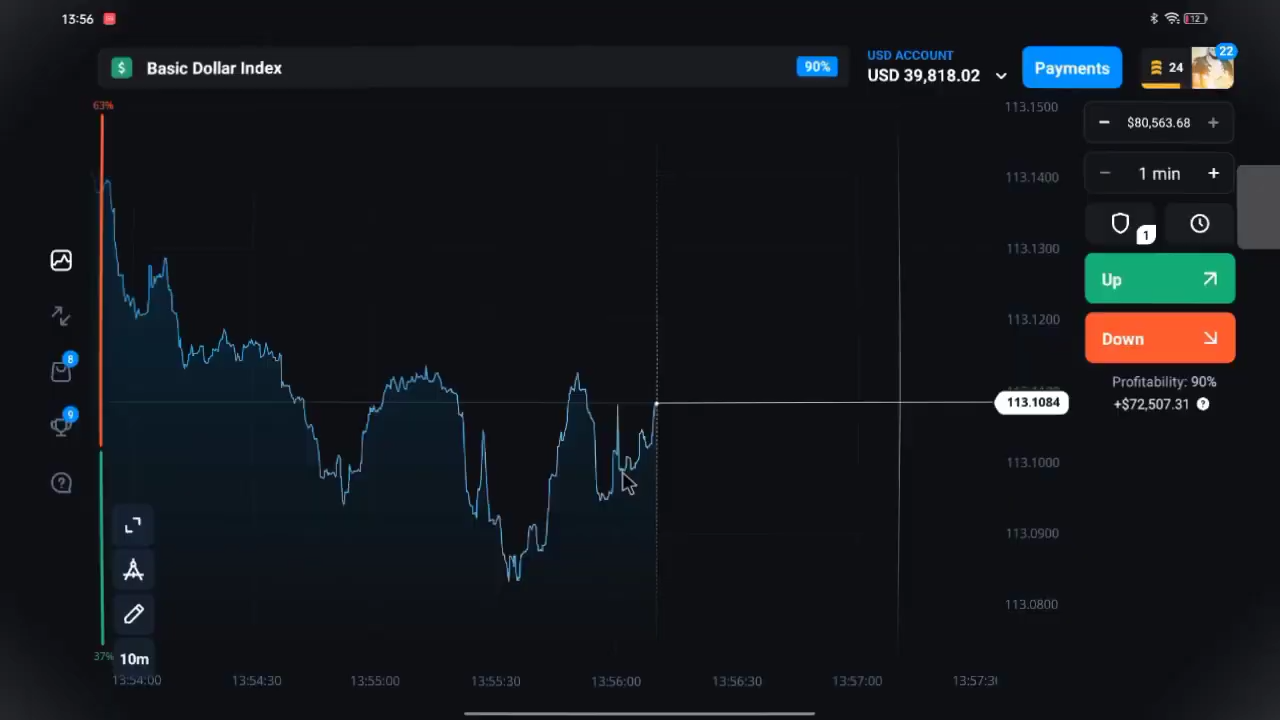 13:56
12
$ Basic Dollar Index
90%
USD ACCOUNT
USD 39,818.02
Payments
24
22
63%
113.1500
113.1400
113.1300
113.1200
113.1084
113.1000
113.0900
113.0800
- $80,563.68 +
- 1 min +
1
Up
Down
Profitability: 90%
+$72,507.31 ?
8
9
37%
10m
13:54:00
13:54:30
13:55:00
13:55:30
13:56:00
13:56:30
13:57:00